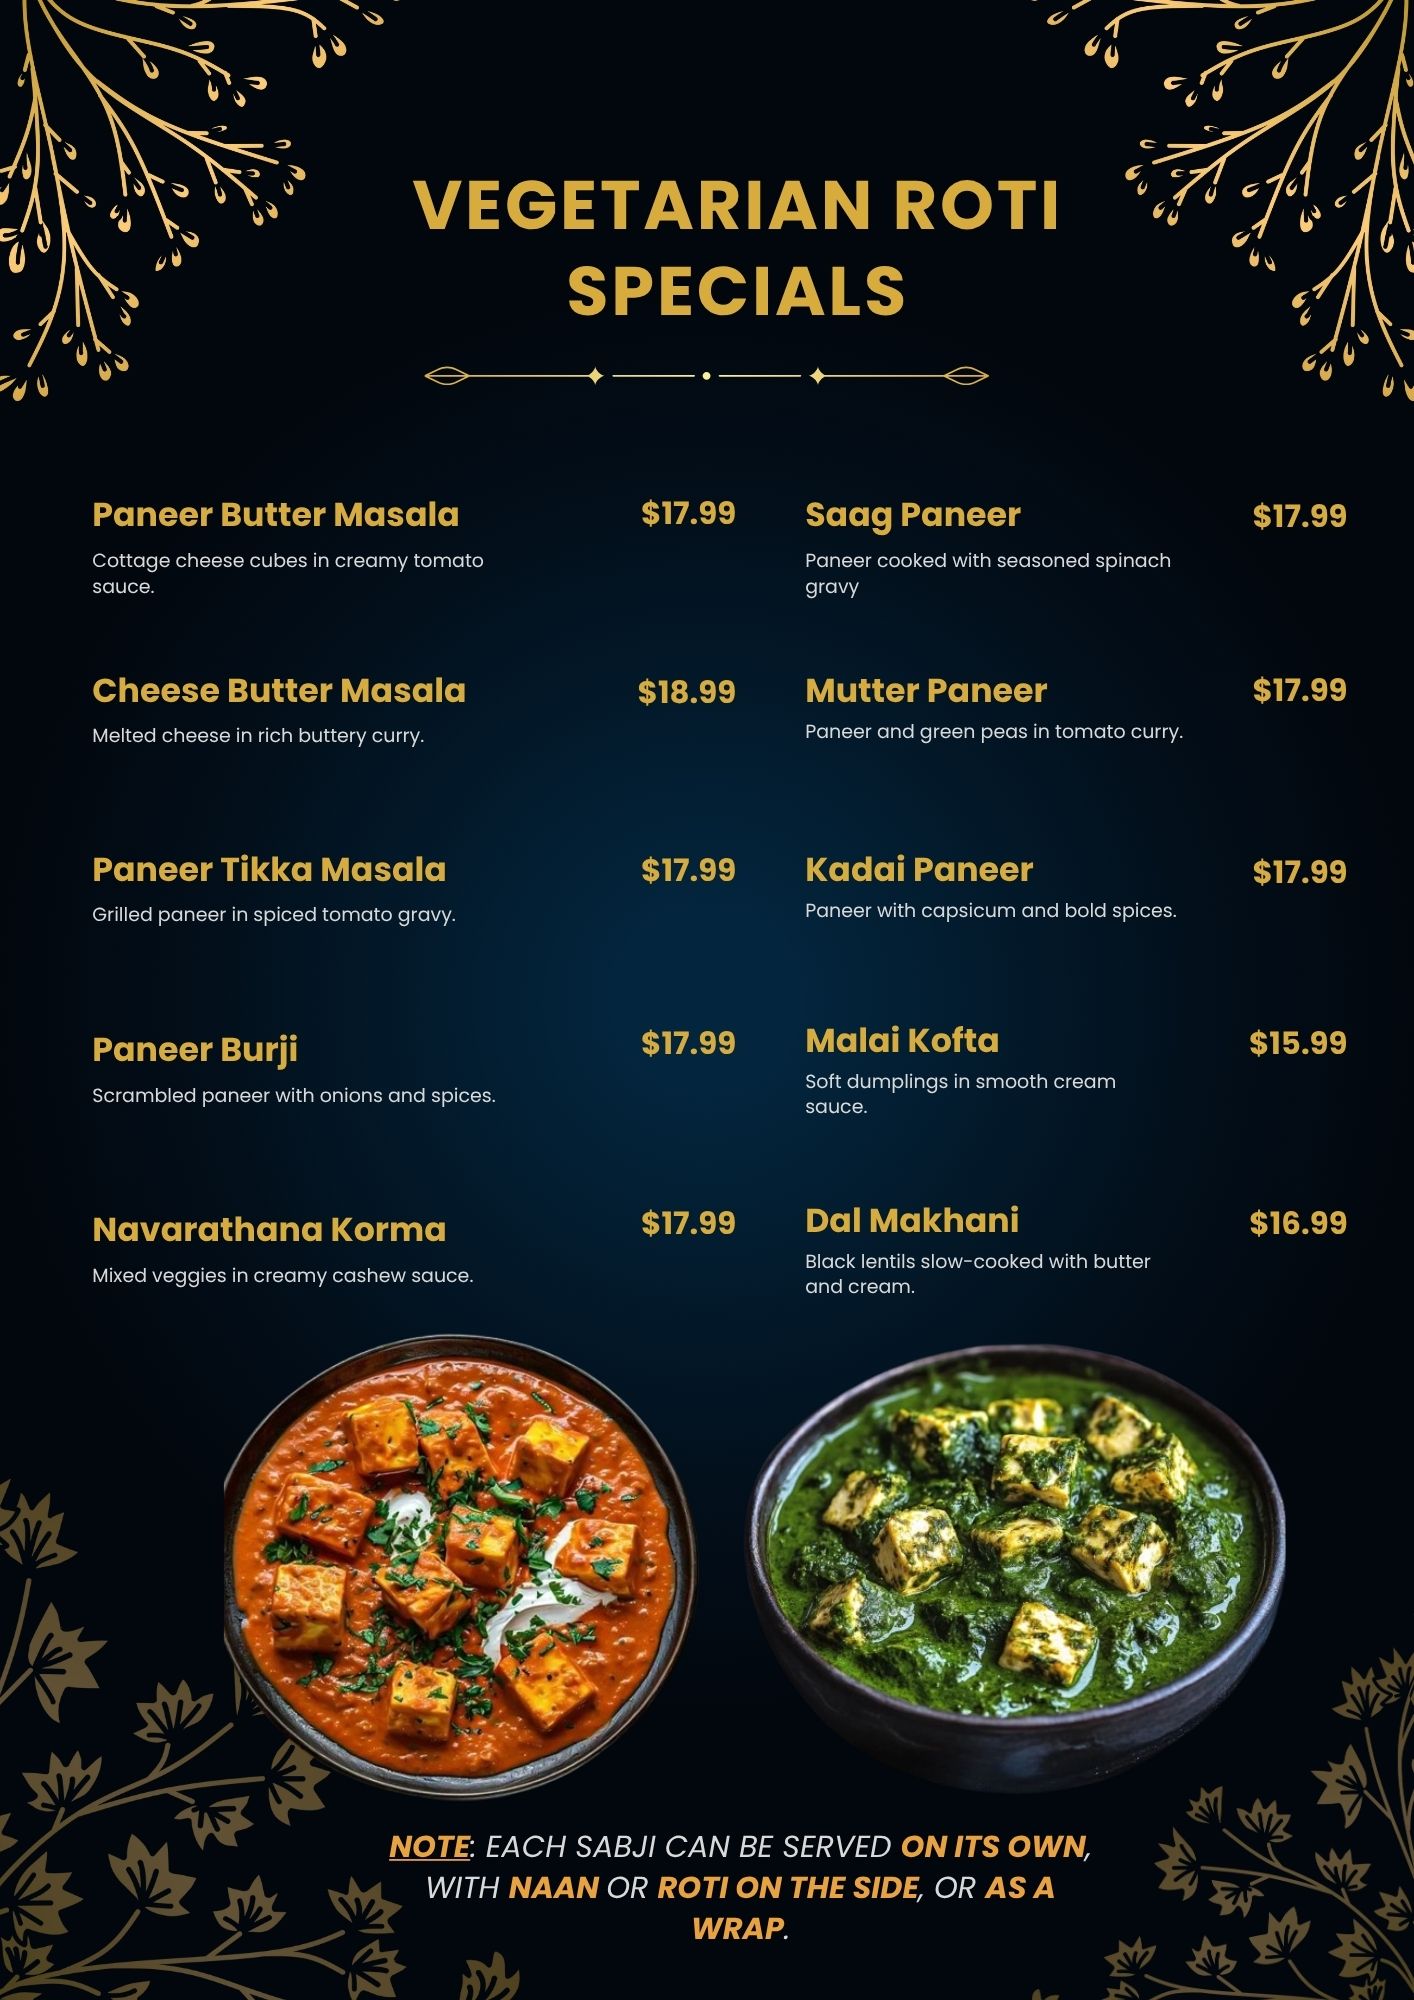 VEGETARIAN ROTI
SPECIALS
Paneer Butter Masala $17.99
Cottage cheese cubes in creamy tomato
sauce.
Cheese Butter Masala $18.99
Melted cheese in rich buttery curry.
Paneer Tikka Masala $17.99
Grilled paneer in spiced tomato gravy.
Paneer Burji $17.99
Scrambled paneer with onions and spices.
Navarathana Korma $17.99
Mixed veggies in creamy cashew sauce.
Saag Paneer $17.99
Paneer cooked with seasoned spinach
gravy
Mutter Paneer $17.99
Paneer and green peas in tomato curry.
Kadai Paneer $17.99
Paneer with capsicum and bold spices.
Malai Kofta $15.99
Soft dumplings in smooth cream
sauce.
Dal Makhani $16.99
Black lentils slow-cooked with butter
and cream.
NOTE: EACH SABJI CAN BE SERVED ON ITS OWN,
WITH NAAN OR ROTI ON THE SIDE, OR AS A
WRAP.